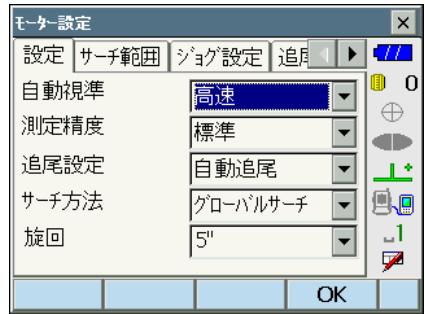 モーター設定
設定 サーチ範囲 ジョグ設定 追尾
自動視準 高速
0
測定精度 標準
追尾設定 自動追尾
サーチ方法 グローバルサーチ
旋回 5"
1
OK